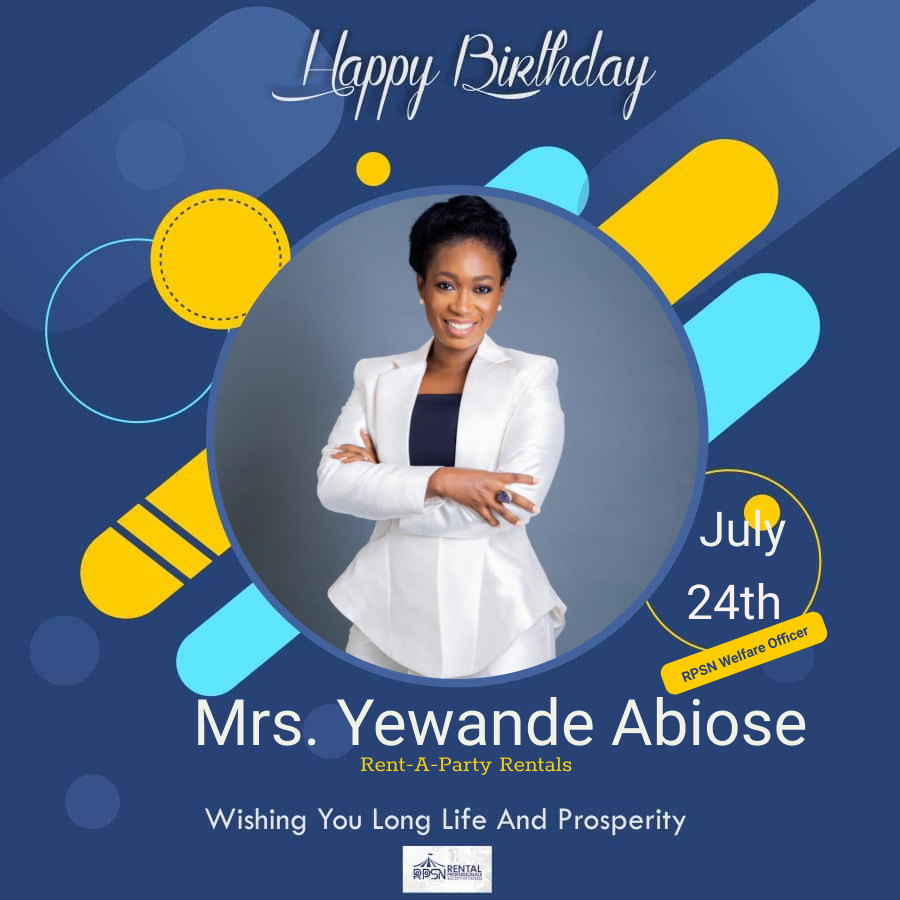 Happy Birthday
July
24th
RPSN Welfare Officer
Mrs. Yewande Abiose
Rent-A-Party Rentals
Wishing You Long Life And Prosperity
RPSN RENTAL
PROFESSIONALS